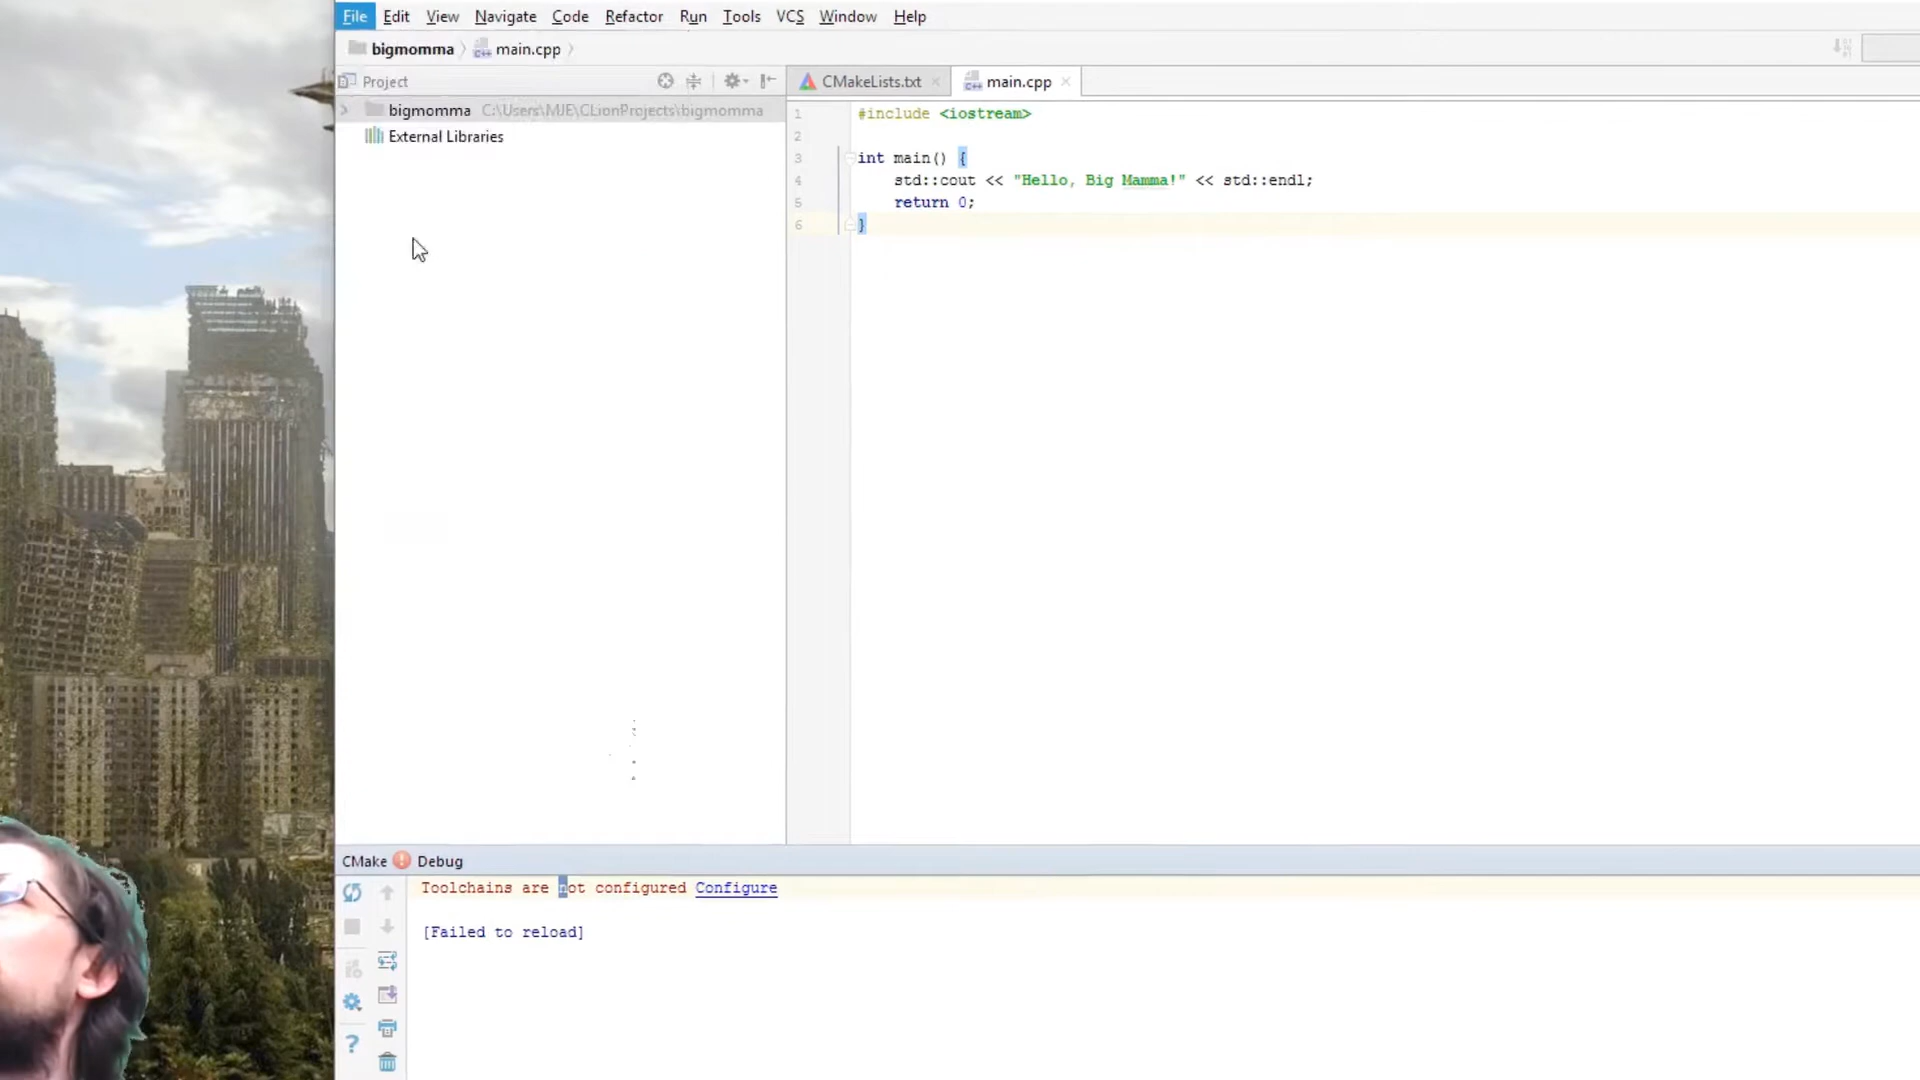 File Edit View Navigate Code Refactor Run Tools VCS Window Help
bigmomma main.cpp
Project
CMakeLists.txt main.cpp
bigmomma C:\Users\MJE\CLionProjects\bigmomma
External Libraries
1 #include <iostream>
2
3 int main() {
4 std::cout << "Hello, Big Mamma!" << std::endl;
5 return 0;
6 }
CMake Debug
Toolchains are not configured Configure
[Failed to reload]